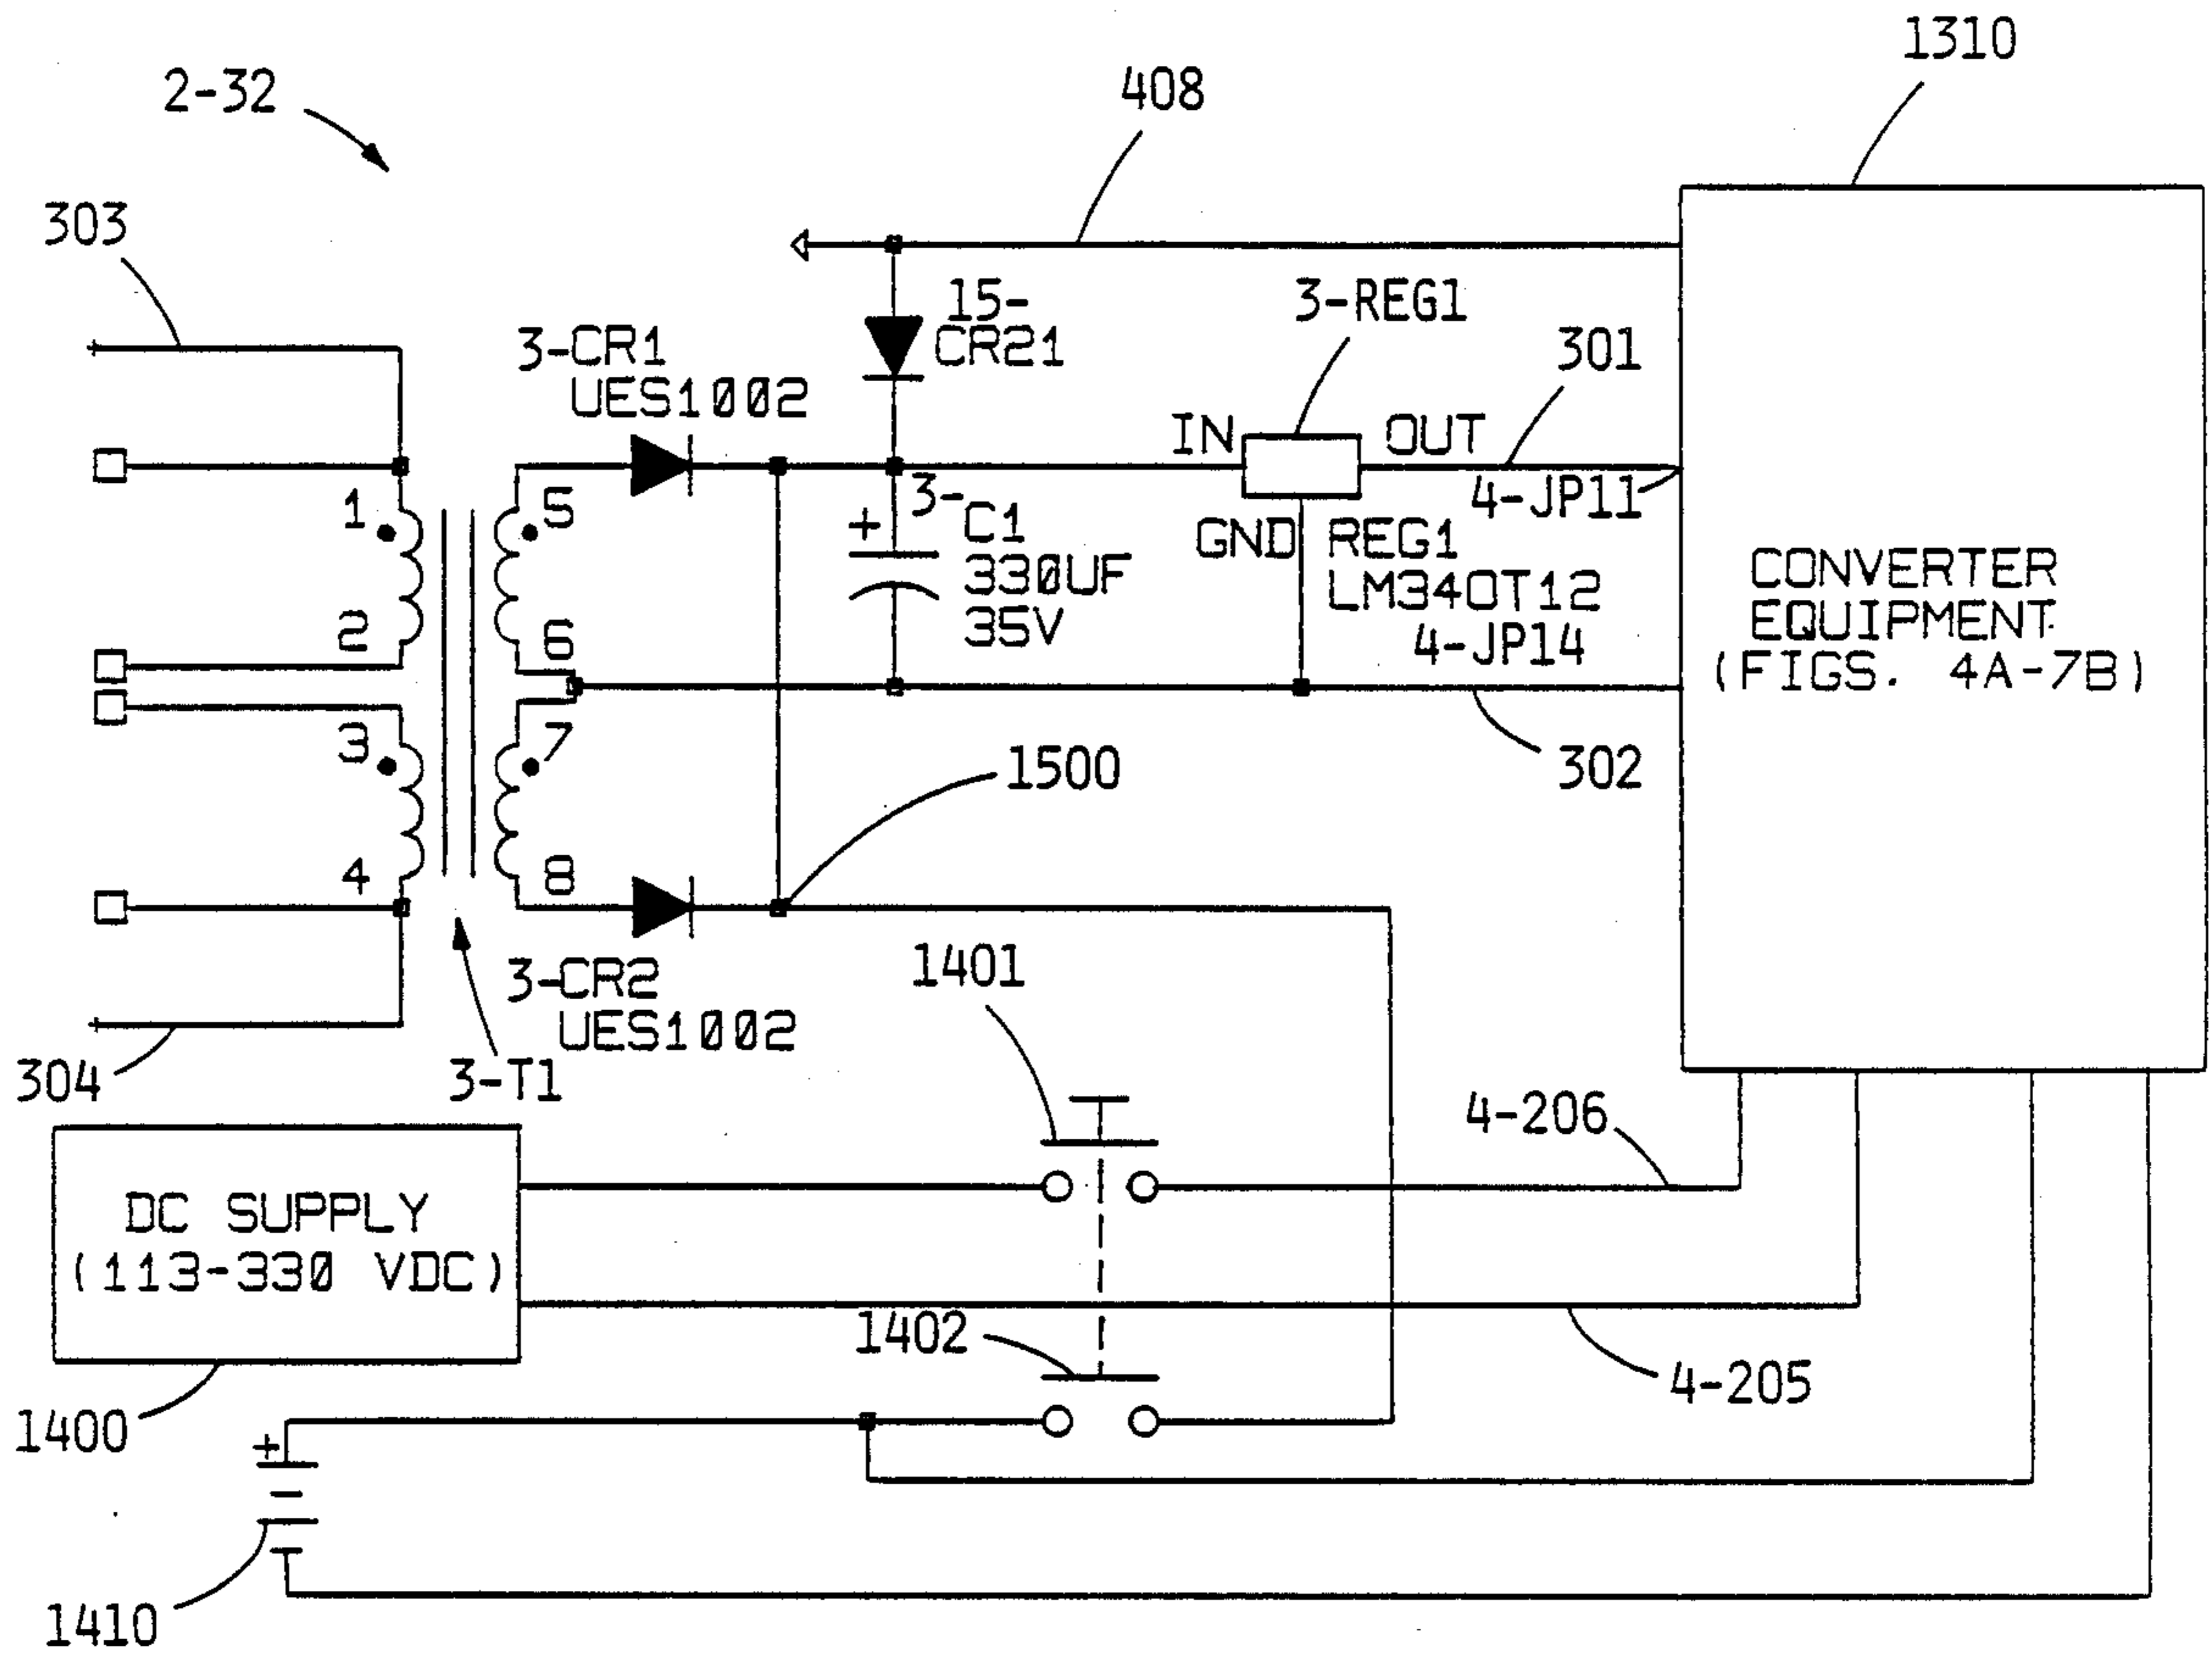 1310
2-32
408
303
15-
CR21
3-REG1
3-CR1
UES1002
301
IN
OUT
4-JP11
1
5
+
3-
C1
330UF
35V
GND
REG1
LM340T12
4-JP14
CONVERTER
EQUIPMENT
(FIGS. 4A-7B)
2
6
3
7
302
1500
4
8
3-CR2
UES1002
1401
304
3-T1
4-206
DC SUPPLY
(113-330 VDC)
1402
4-205
1400
+
1410